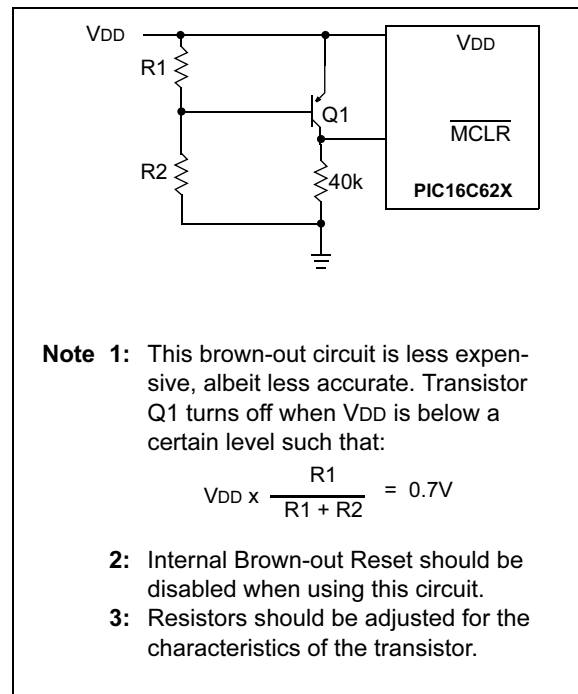 VDD
VDD
R1
Q1
MCLR
R2
40k
PIC16C62X
Note 1: This brown-out circuit is less expen-
sive, albeit less accurate. Transistor
Q1 turns off when VDD is below a
certain level such that:
VDD x R1 / R1 + R2 = 0.7V
2: Internal Brown-out Reset should be
disabled when using this circuit.
3: Resistors should be adjusted for the
characteristics of the transistor.